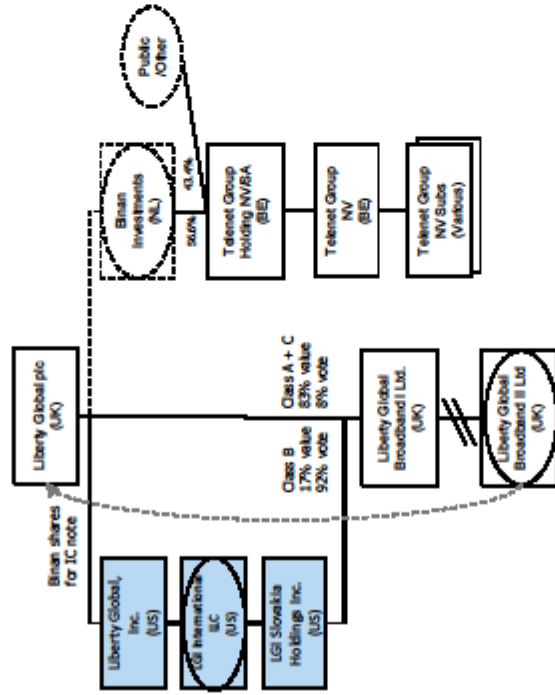 Liberty Global plc
(UK)
Binan shares
for IC note
Liberty Global,
Inc.
(US)
LGI International
LLC
(US)
LGI Slovakia
Holdings Inc.
(US)
Class B
17% value
92% vote
Class A + C
83% value
8% vote
Liberty Global
Broadband I Ltd.
(UK)
Liberty Global
Broadband II Ltd
(UK)
Binan
Investments
(NL)
Public
/Other
56.6%
43.4%
Telenet Group
Holding NV/SA
(BE)
Telenet Group
NV
(BE)
Telenet Group
NV Subs
(Various)